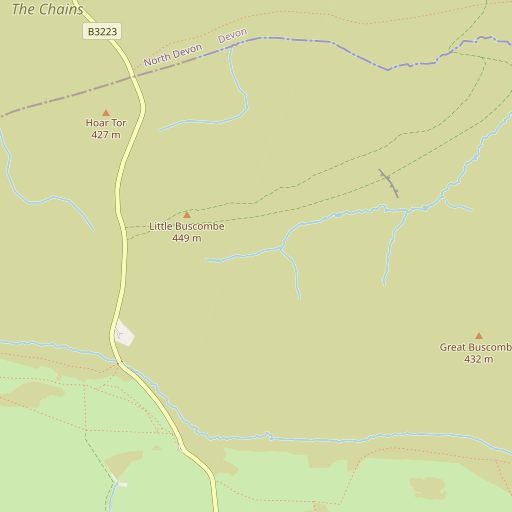 The Chains
B3223
North Devon
Devon
Hoar Tor
427 m
Little Buscombe
449 m
Great Buscomb
432 m